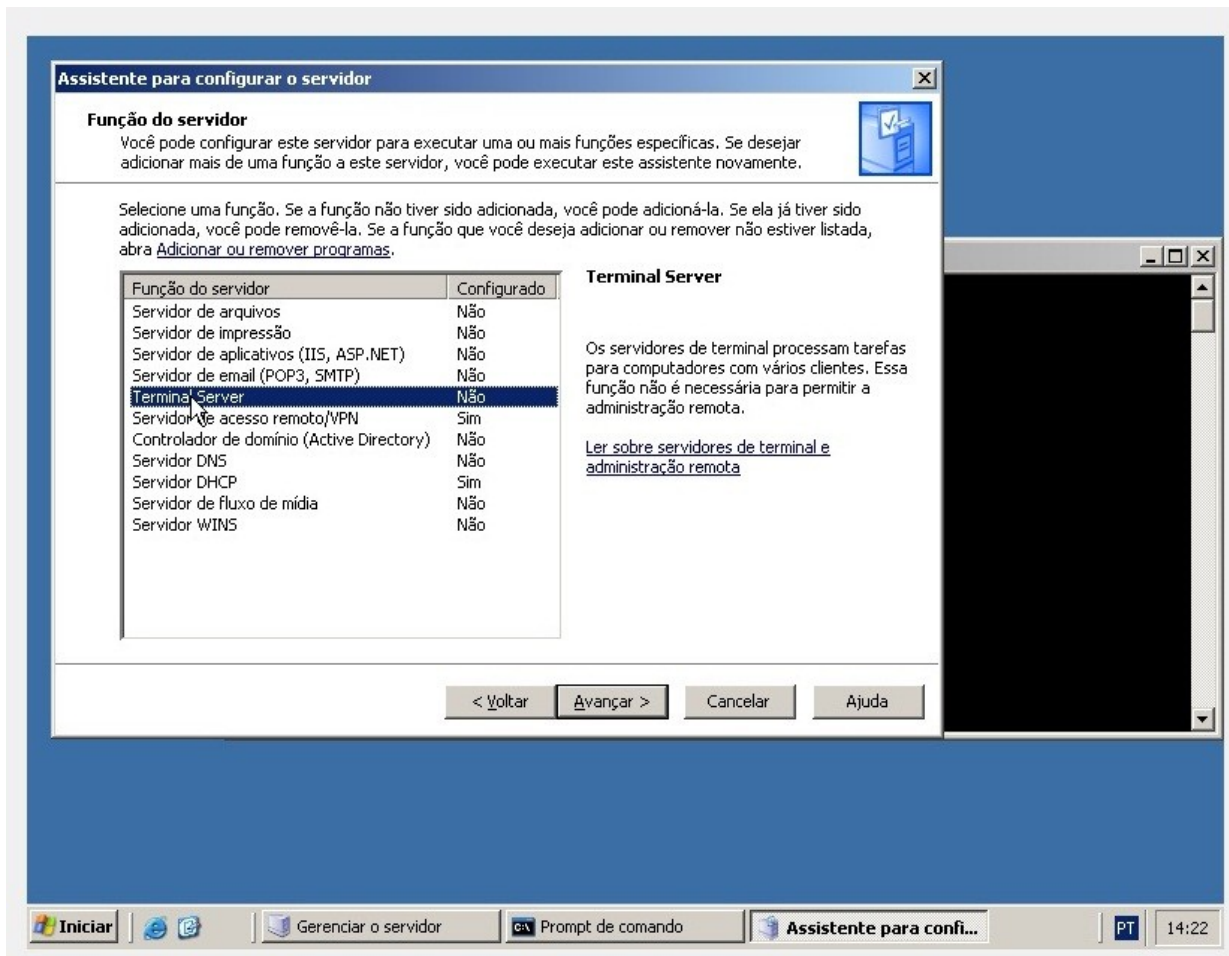 Assistente para configurar o servidor
Função do servidor
Você pode configurar este servidor para executar uma ou mais funções específicas. Se desejar
adicionar mais de uma função a este servidor, você pode executar este assistente novamente.
Selecione uma função. Se a função não tiver sido adicionada, você pode adicioná-la. Se ela já tiver sido
adicionada, você pode removê-la. Se a função que você deseja adicionar ou remover não estiver listada,
abra Adicionar ou remover programas.
Função do servidor Configurado
Servidor de arquivos Não
Servidor de impressão Não
Servidor de aplicativos (IIS, ASP.NET) Não
Servidor de email (POP3, SMTP) Não
Terminal Server Não
Servidor de acesso remoto/VPN Sim
Controlador de domínio (Active Directory) Não
Servidor DNS Não
Servidor DHCP Sim
Servidor de fluxo de mídia Não
Servidor WINS Não
Terminal Server
Os servidores de terminal processam tarefas
para computadores com vários clientes. Essa
função não é necessária para permitir a
administração remota.
Ler sobre servidores de terminal e
administração remota
< Voltar Avançar > Cancelar Ajuda
Iniciar Gerenciar o servidor Prompt de comando Assistente para confi... PT 14:22